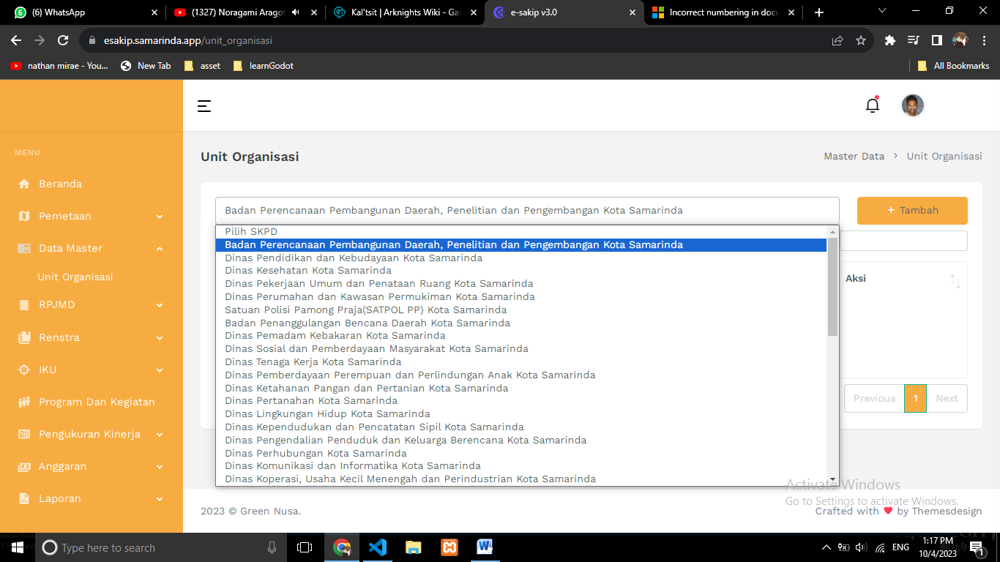 (6) WhatsApp
(1327) Noragami Arago
Kal'tsit | Arknights Wiki - Ga
e-sakip v3.0
Incorrect numbering in docu
esakip.samarinda.app/unit_organisasi
nathan mirae - You...
New Tab
asset
learnGodot
All Bookmarks
MENU
Beranda
Pemetaan
Data Master
Unit Organisasi
RPJMD
Renstra
IKU
Program Dan Kegiatan
Pengukuran Kinerja
Anggaran
Laporan
Unit Organisasi
Master Data > Unit Organisasi
Badan Perencanaan Pembangunan Daerah, Penelitian dan Pengembangan Kota Samarinda
+ Tambah
Pilih SKPD
Badan Perencanaan Pembangunan Daerah, Penelitian dan Pengembangan Kota Samarinda
Dinas Pendidikan dan Kebudayaan Kota Samarinda
Dinas Kesehatan Kota Samarinda
Dinas Pekerjaan Umum dan Penataan Ruang Kota Samarinda
Dinas Perumahan dan Kawasan Permukiman Kota Samarinda
Satuan Polisi Pamong Praja(SATPOL PP) Kota Samarinda
Badan Penanggulangan Bencana Daerah Kota Samarinda
Dinas Pemadam Kebakaran Kota Samarinda
Dinas Sosial dan Pemberdayaan Masyarakat Kota Samarinda
Dinas Tenaga Kerja Kota Samarinda
Dinas Pemberdayaan Perempuan dan Perlindungan Anak Kota Samarinda
Dinas Ketahanan Pangan dan Pertanian Kota Samarinda
Dinas Pertanahan Kota Samarinda
Dinas Lingkungan Hidup Kota Samarinda
Dinas Kependudukan dan Pencatatan Sipil Kota Samarinda
Dinas Pengendalian Penduduk dan Keluarga Berencana Kota Samarinda
Dinas Perhubungan Kota Samarinda
Dinas Komunikasi dan Informatika Kota Samarinda
Dinas Koperasi, Usaha Kecil Menengah dan Perindustrian Kota Samarinda
Aksi
Previous 1 Next
Activate Windows
Go to Settings to activate Windows.
2023 © Green Nusa.
Crafted with ♥ by Themesdesign
Type here to search
ENG
1:17 PM
10/4/2023
1